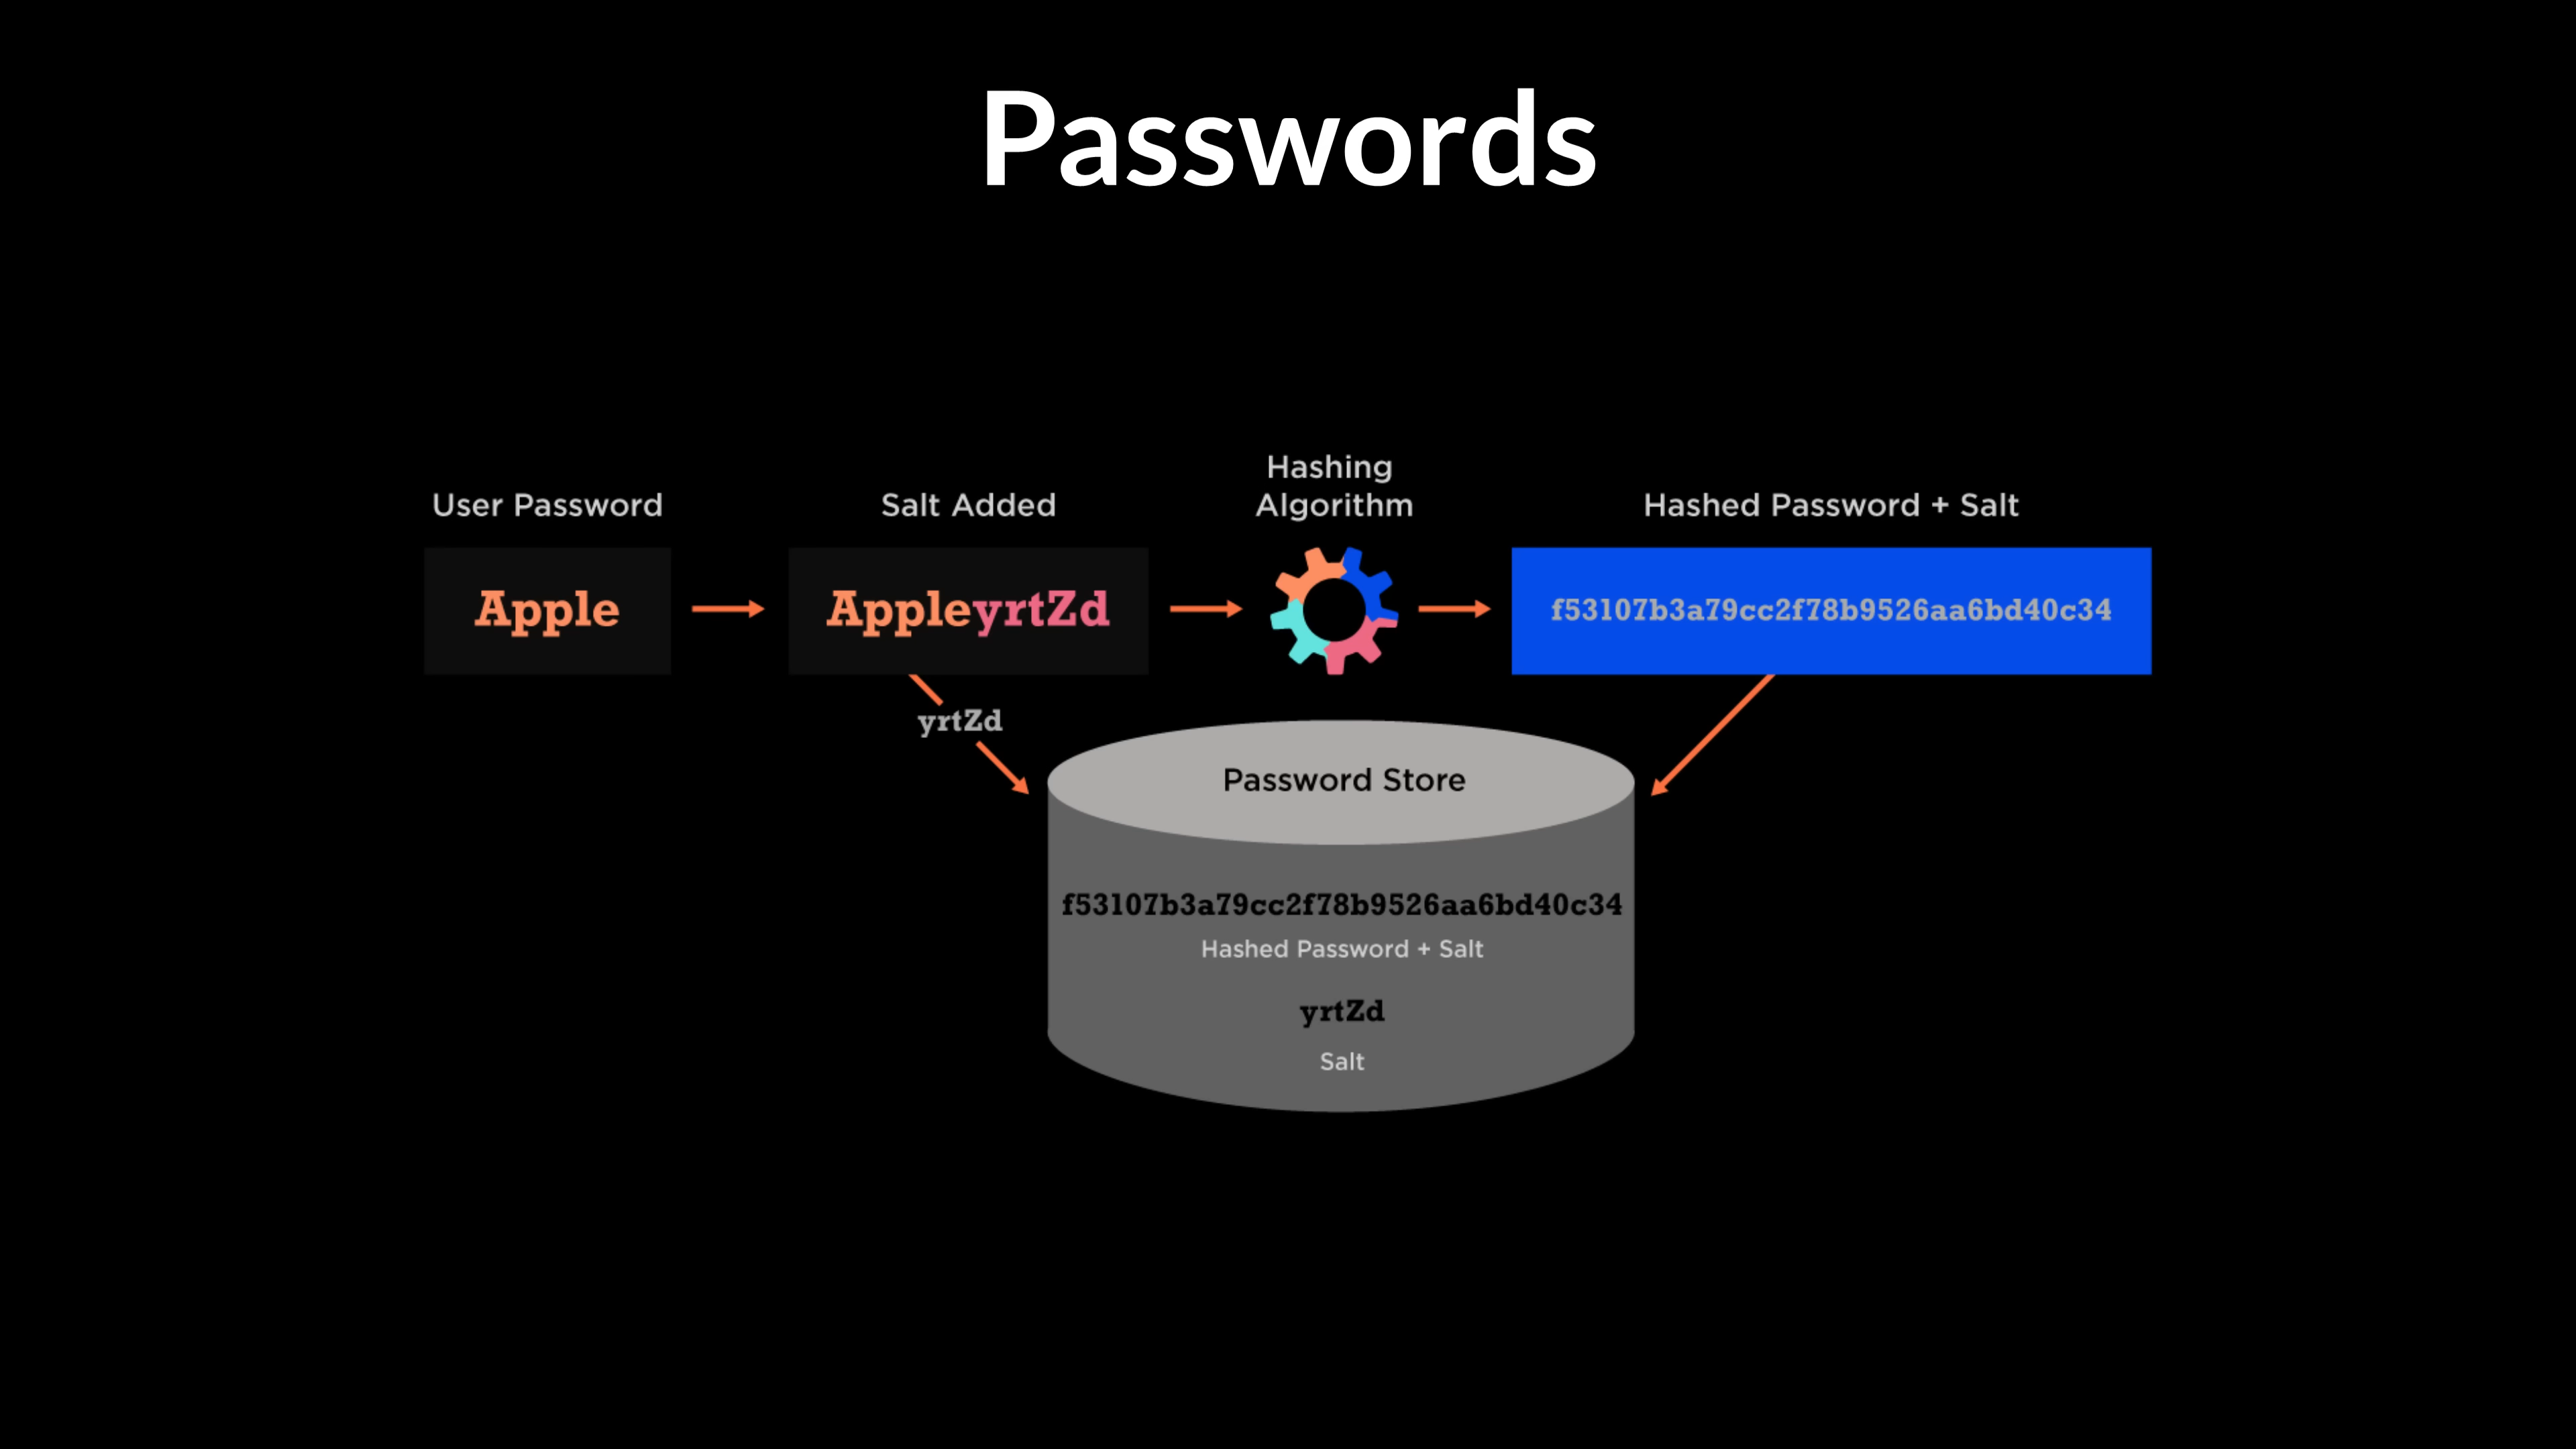 Passwords
User Password
Salt Added
Hashing
Algorithm
Hashed Password + Salt
Apple
AppleyrtZd
f53107b3a79cc2f78b9526aa6bd40c34
yrtZd
Password Store
f53107b3a79cc2f78b9526aa6bd40c34
Hashed Password + Salt
yrtZd
Salt